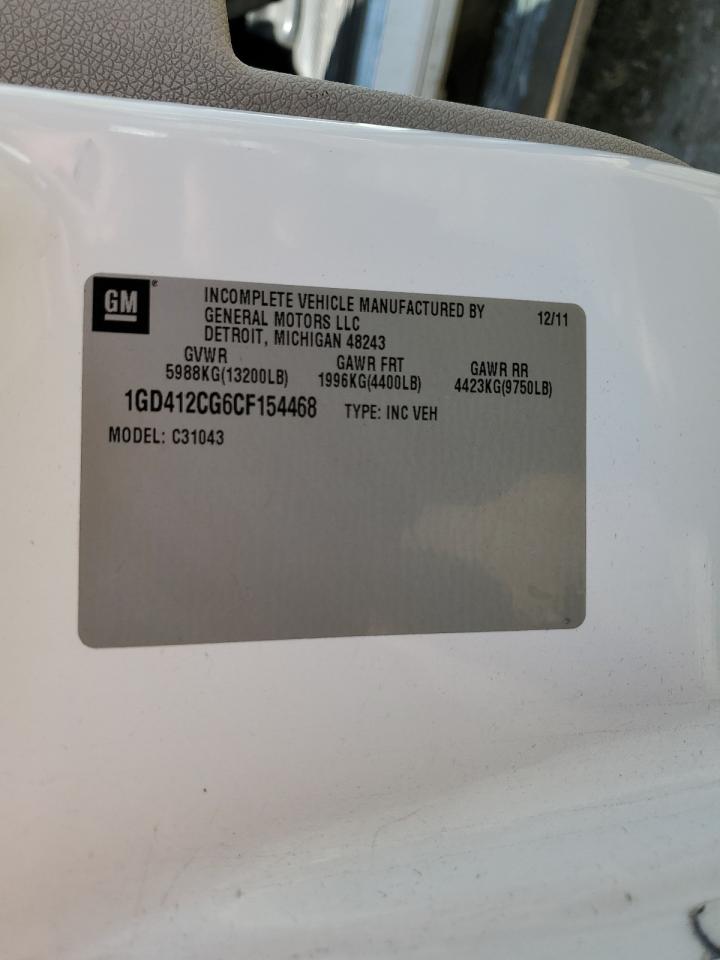 GM®
INCOMPLETE VEHICLE MANUFACTURED BY
GENERAL MOTORS LLC
DETROIT, MICHIGAN 48243
12/11
GVWR GAWR FRT GAWR RR
5988KG(13200LB) 1996KG(4400LB) 4423KG(9750LB)
1GD412CG6CF154468 TYPE: INC VEH
MODEL: C31043